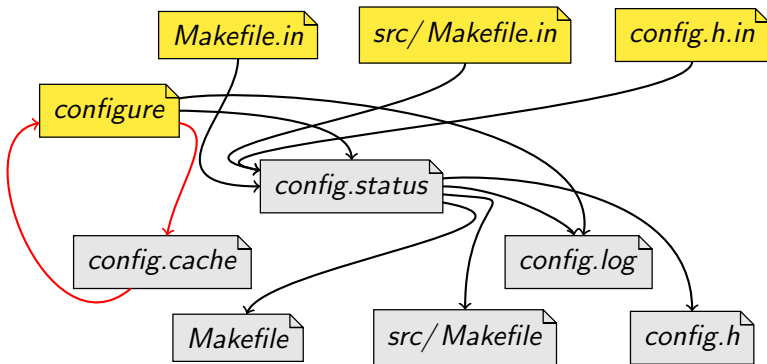 Makefile.in
src/Makefile.in
config.h.in
configure
config.status
config.cache
config.log
Makefile
src/Makefile
config.h